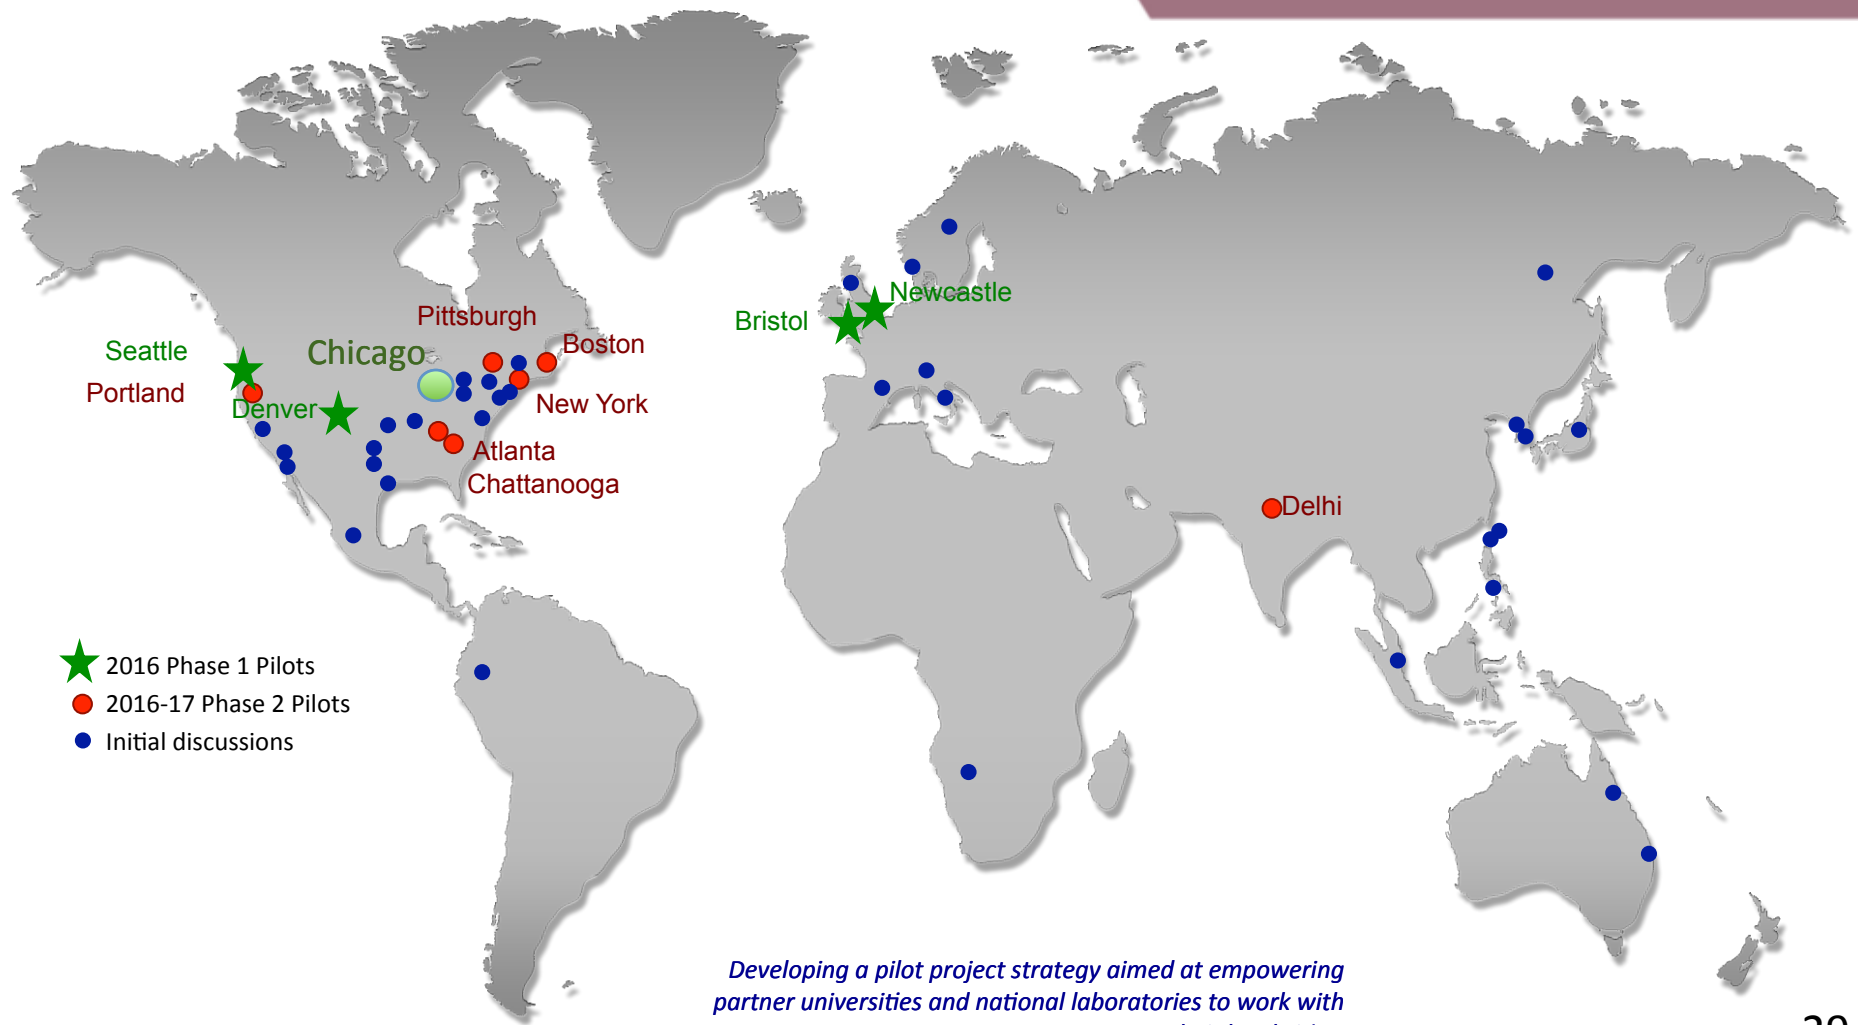 Newcastle
Bristol
Pittsburgh
Boston
Seattle
Chicago
Portland
Denver
New York
Atlanta
Chattanooga
Delhi
2016 Phase 1 Pilots
2016-17 Phase 2 Pilots
Initial discussions
Developing a pilot project strategy aimed at empowering
partner universities and national laboratories to work with